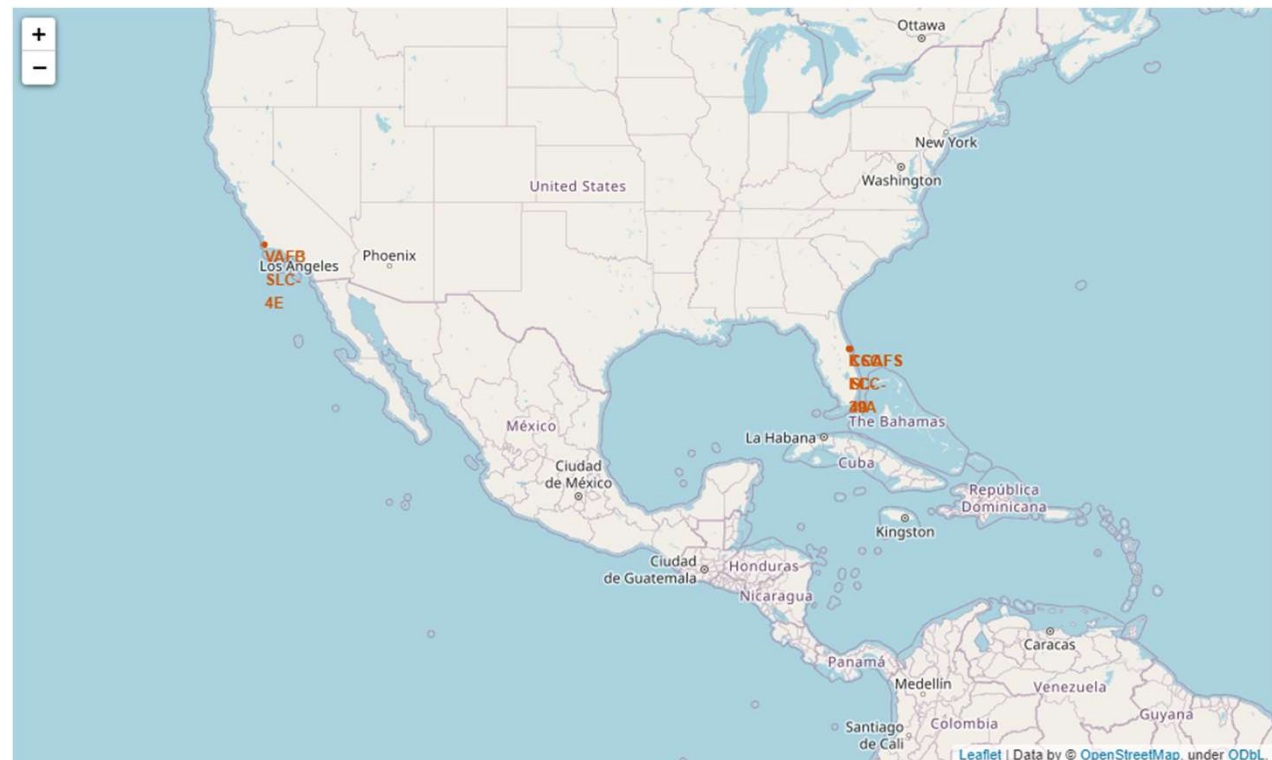 +
−
Ottawa
New York
Washington
United States
Phoenix
Los Angeles
VAFB
SLC-
4E
The Bahamas
La Habana
Cuba
México
Ciudad
de México
República
Dominicana
Kingston
Ciudad
de Guatemala
Honduras
Nicaragua
Caracas
Panamá
Medellín
Venezuela
Guyana
Santiago
de Cali
Colombia
Leaflet | Data by © OpenStreetMap, under ODbL.